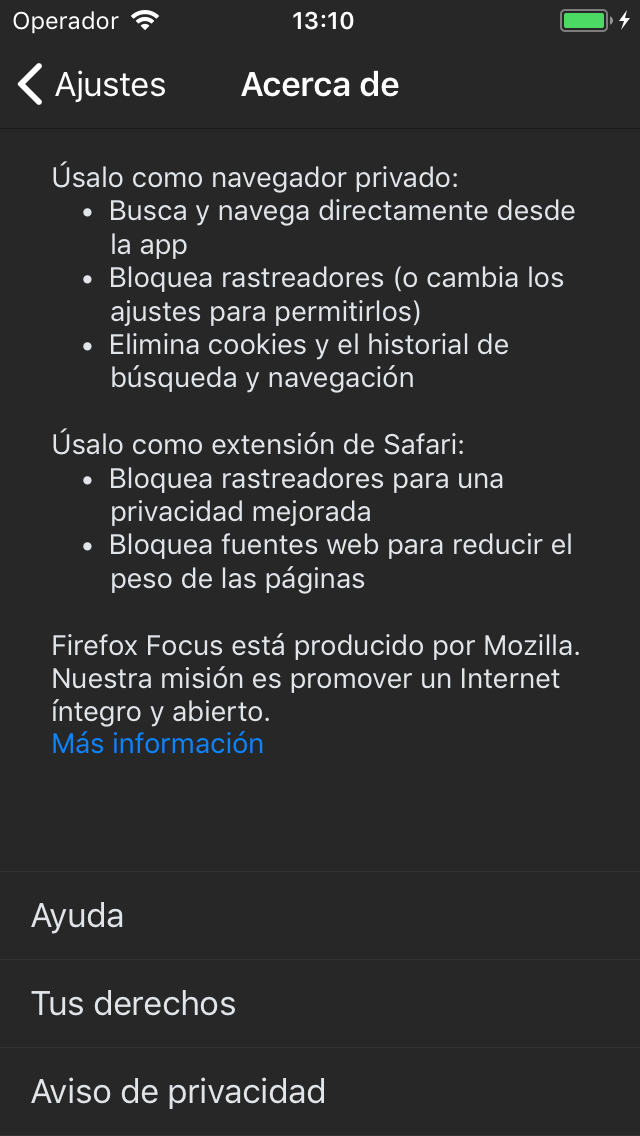 Operador 13:10
Ajustes Acerca de
Úsalo como navegador privado:
• Busca y navega directamente desde
la app
• Bloquea rastreadores (o cambia los
ajustes para permitirlos)
• Elimina cookies y el historial de
búsqueda y navegación
Úsalo como extensión de Safari:
• Bloquea rastreadores para una
privacidad mejorada
• Bloquea fuentes web para reducir el
peso de las páginas
Firefox Focus está producido por Mozilla.
Nuestra misión es promover un Internet
íntegro y abierto.
Más información
Ayuda
Tus derechos
Aviso de privacidad